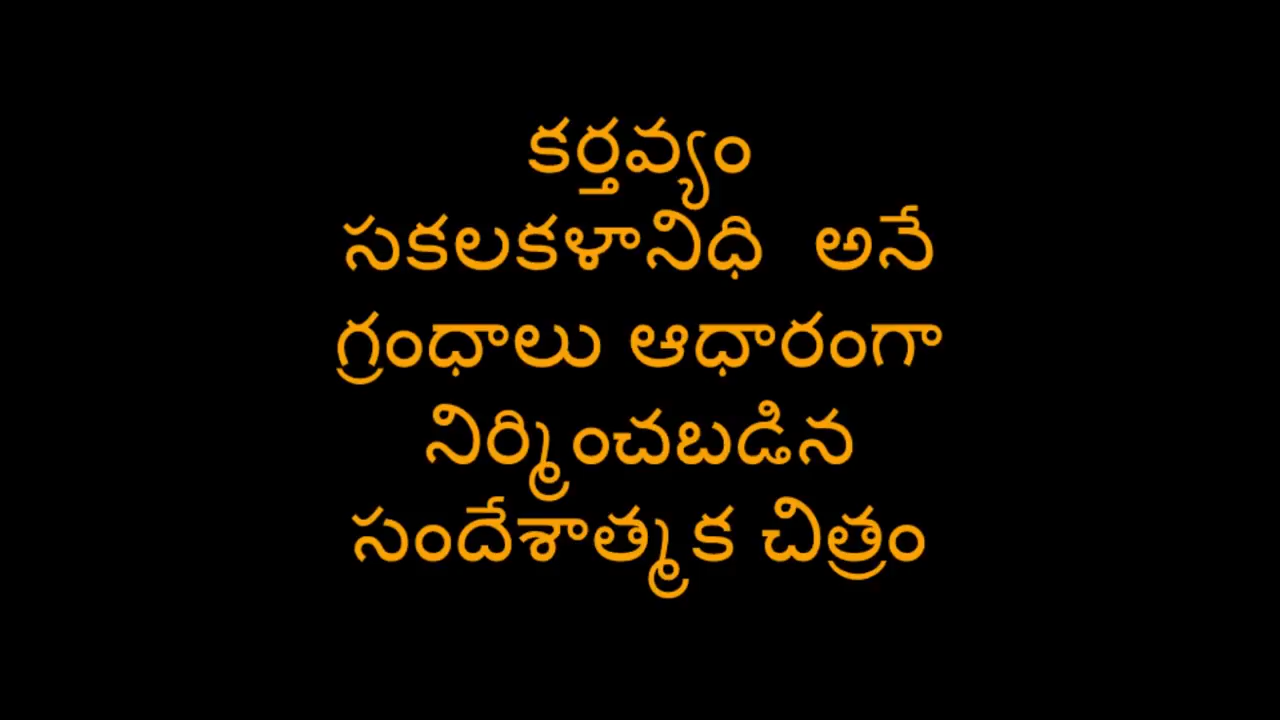 కర్తవ్యం
సకలకళానిధి అనే
గ్రంధాలు ఆధారంగా
నిర్మించబడిన
సందేశాత్మక చిత్రం